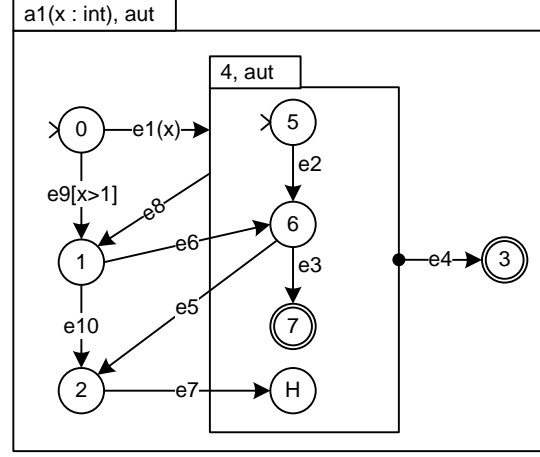 a1(x : int), aut
4, aut
0
e1(x)
5
e2
e9[x>1]
e8
6
e6
1
e3
e4
3
e10
e5
7
2
e7
H